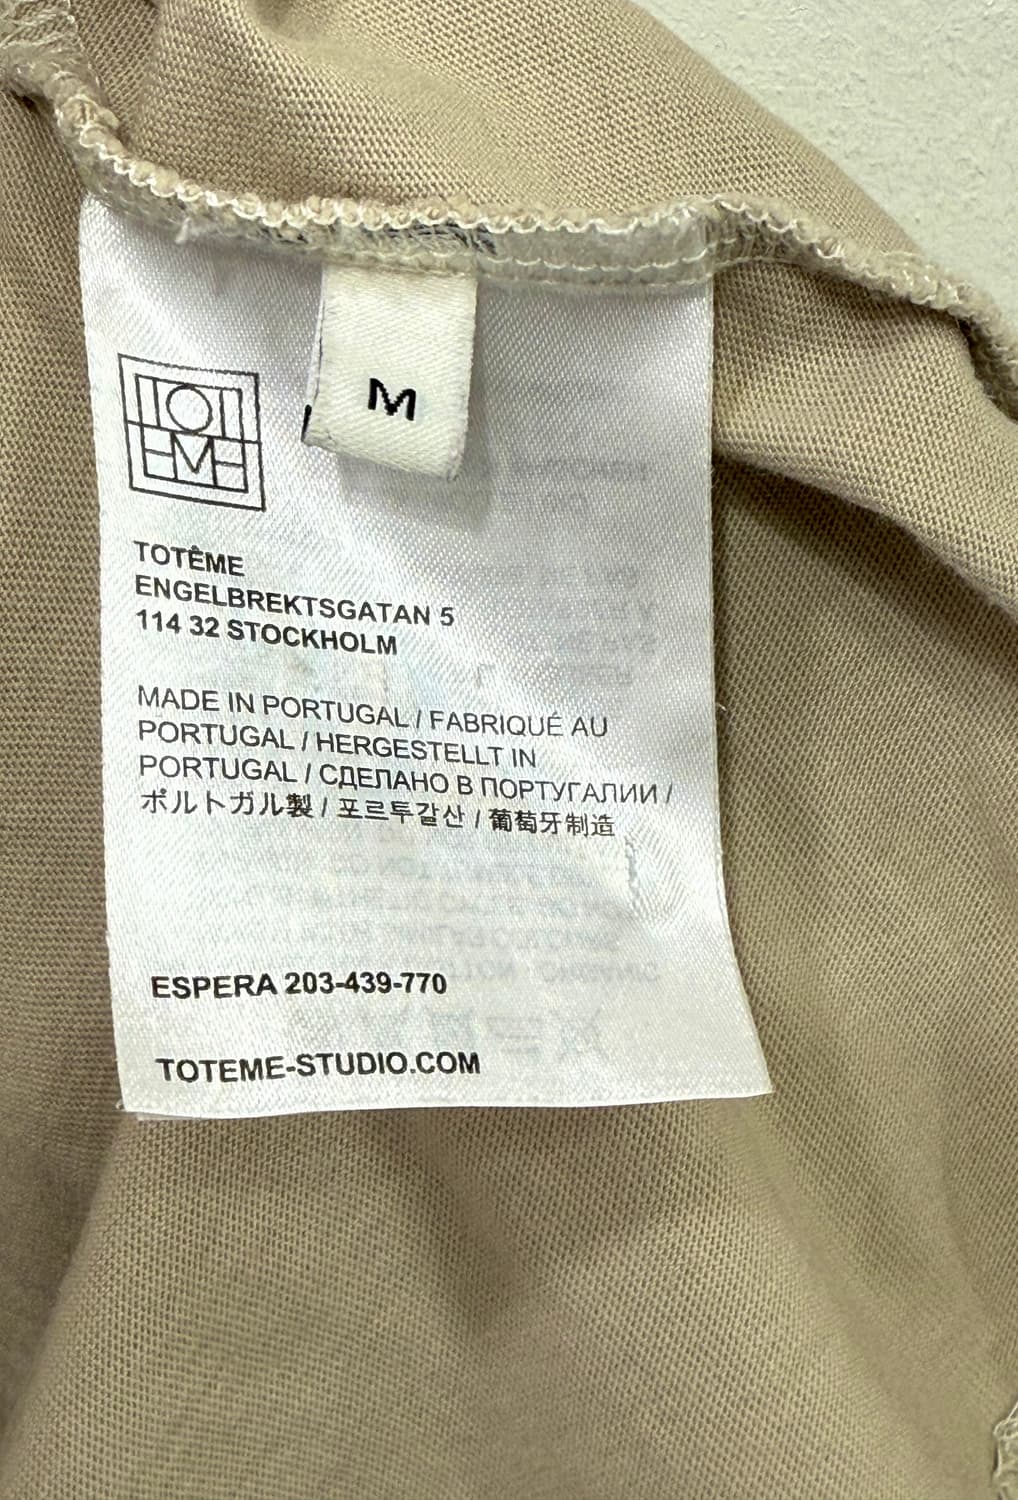 M
TOTEME
TOTÊME
ENGELBREKTSGATAN 5
114 32 STOCKHOLM
MADE IN PORTUGAL / FABRIQUÉ AU
PORTUGAL / HERGESTELLT IN
PORTUGAL / СДЕЛАНО В ПОРТУГАЛИИ /
ポルトガル製 / 포르투갈산 / 葡萄牙制造
ESPERA 203-439-770
TOTEME-STUDIO.COM